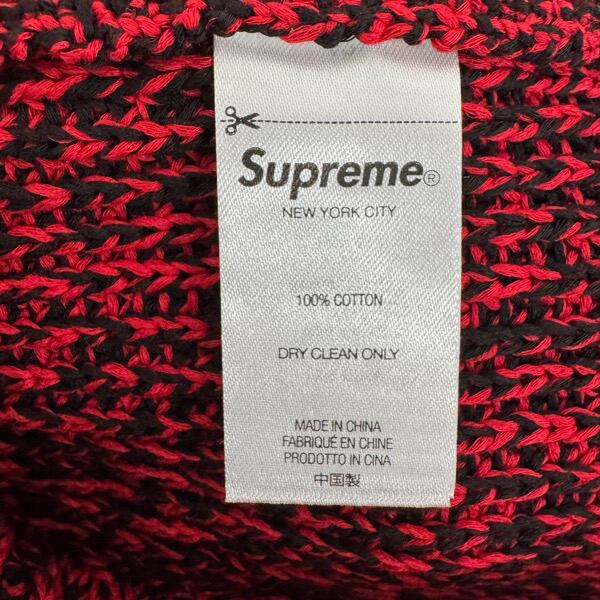 Supreme®
NEW YORK CITY
100% COTTON
DRY CLEAN ONLY
MADE IN CHINA
FABRIQUÉ EN CHINE
PRODOTTO IN CINA
中国製